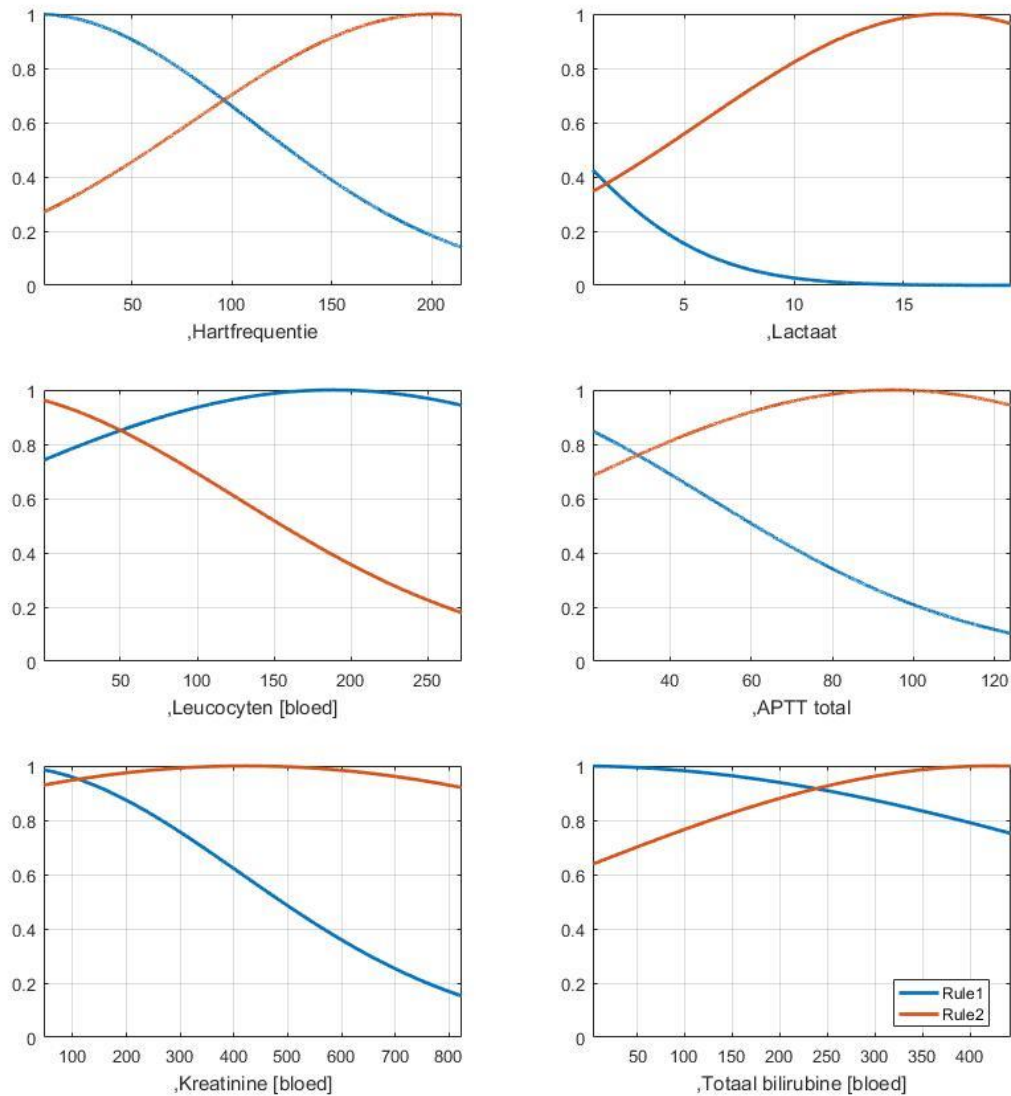 1
0.8
0.6
0.4
0.2
0
50 100 150 200
,Hartfrequentie
1
0.8
0.6
0.4
0.2
0
5 10 15
,Lactaat
1
0.8
0.6
0.4
0.2
0
50 100 150 200 250
,Leucocyten [bloed]
1
0.8
0.6
0.4
0.2
0
40 60 80 100 120
,APTT total
1
0.8
0.6
0.4
0.2
0
100 200 300 400 500 600 700 800
,Kreatinine [bloed]
1
0.8
0.6
0.4
0.2
0
50 100 150 200 250 300 350 400
,Totaal bilirubine [bloed]
Rule1
Rule2